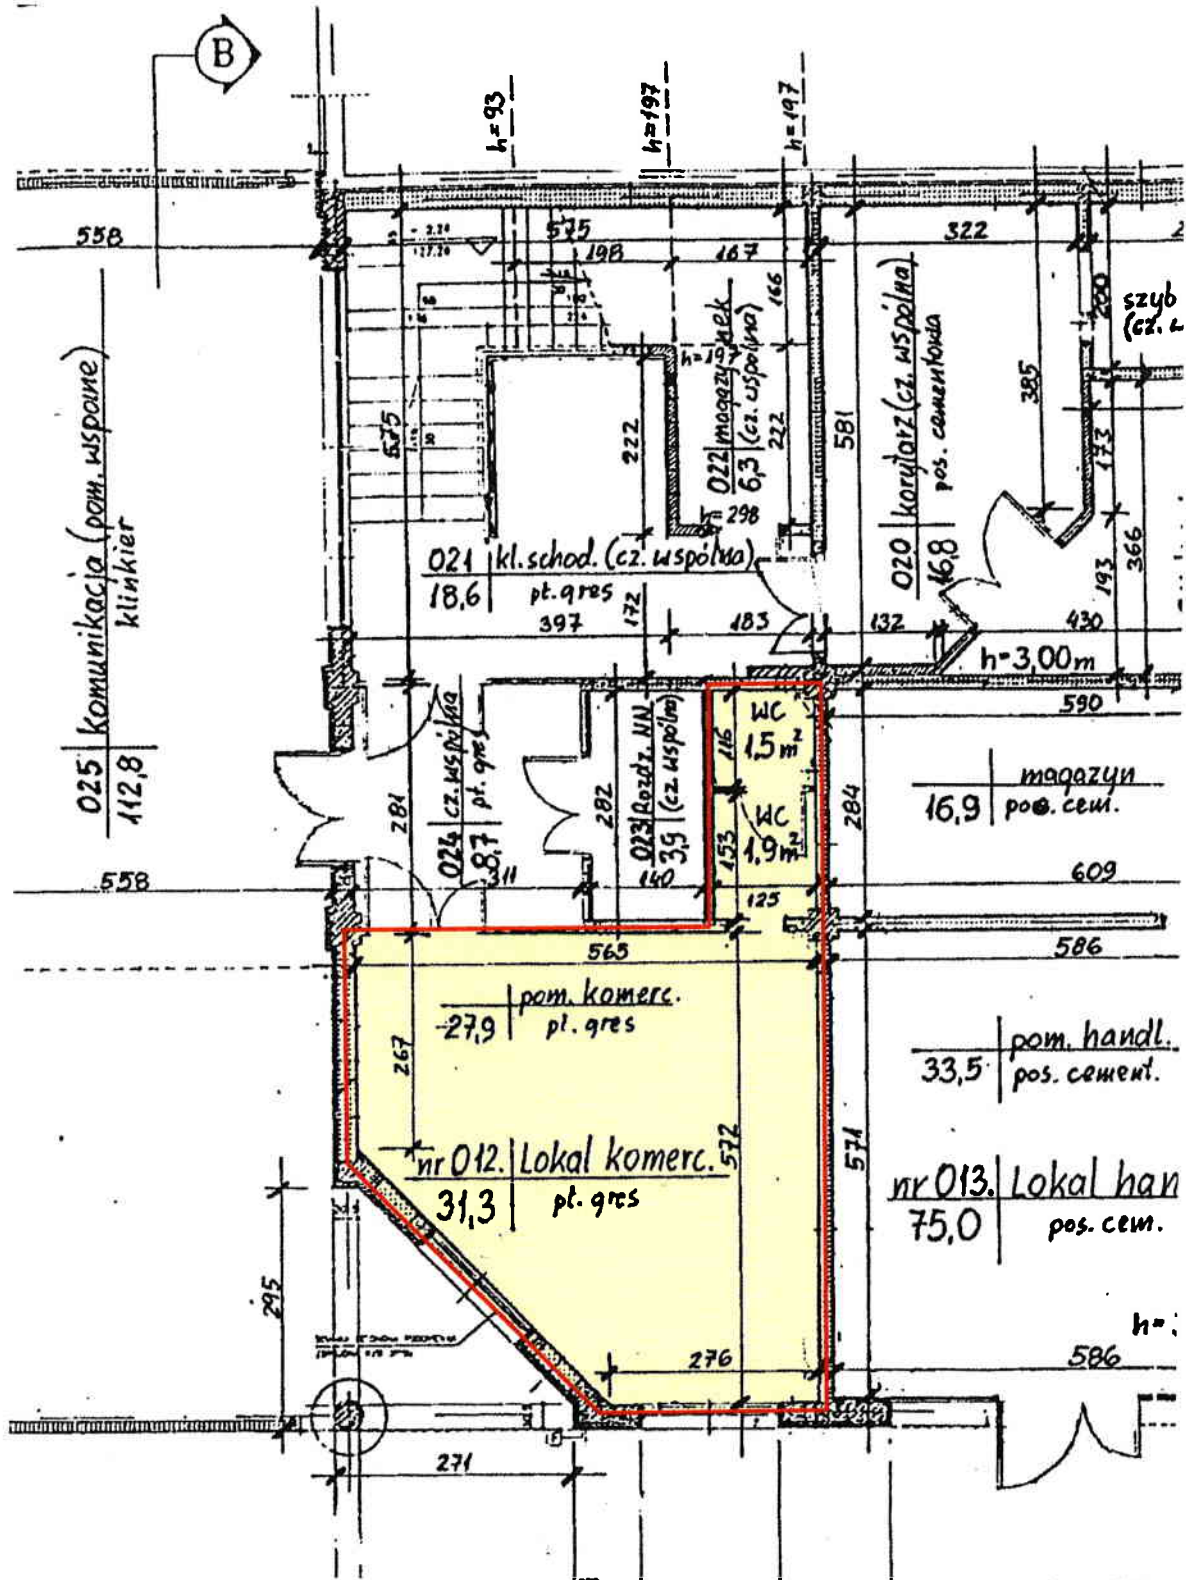 B
h=93
h=197
h=197
558
575
322
198
167
166
200
szyb
(cz. w
025 komunikacja (pom. wspólne)
112,8 klinkier
575
222
h=197
022 magazynek
6,3 (cz. wspólna)
222
581
020 korytarz (cz. wspólna)
16,8 pos. cementowa
385
173
366
193
h=298
021 kl. schod. (cz. wspólna)
18,6 pt. gres
397
172
183
132
430
h=3,00m
590
WC
1,5 m²
116
WC
1,9 m²
153
125
024 cz. wspólna
8,7 pt. gres
281
311
282
023 Rozdz. NN
3,9 (cz. wspólna)
140
284
magazyn
16,9 pos. cem.
558
609
565
586
pom. komerc.
27,9 pt. gres
267
572
571
pom. handl.
33,5 pos. cement.
nr 012. Lokal komerc.
31,3 pt. gres
nr 013. Lokal han
75,0 pos. cem.
295
h=
276
586
271